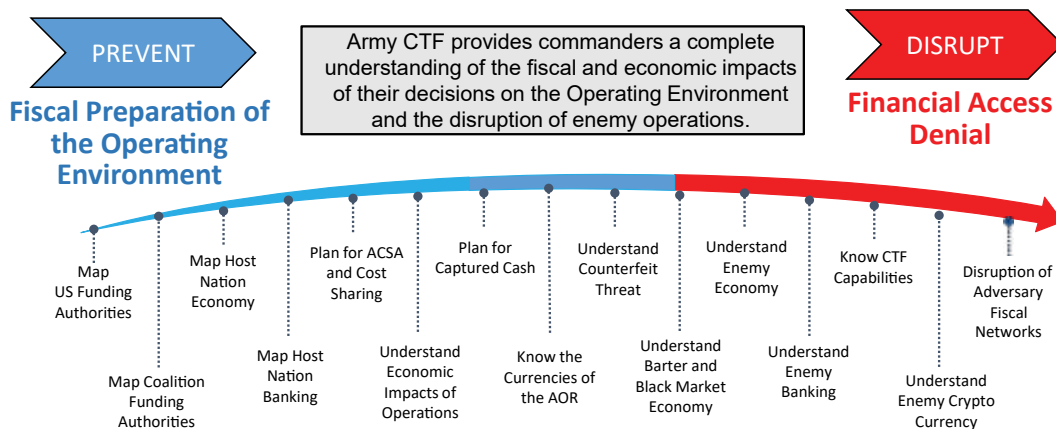 PREVENT
Fiscal Preparation of
the Operating
Environment
Army CTF provides commanders a complete
understanding of the fiscal and economic impacts
of their decisions on the Operating Environment
and the disruption of enemy operations.
DISRUPT
Financial Access
Denial
Map
US Funding
Authorities
Map Coalition
Funding
Authorities
Map Host
Nation
Economy
Map Host
Nation
Banking
Plan for ACSA
and Cost
Sharing
Understand
Economic
Impacts of
Operations
Plan for
Captured Cash
Know the
Currencies of
the AOR
Understand
Counterfeit
Threat
Understand
Barter and
Black Market
Economy
Understand
Enemy
Economy
Understand
Enemy
Banking
Know CTF
Capabilities
Understand
Enemy Crypto
Currency
Disruption of
Adversary
Fiscal
Networks